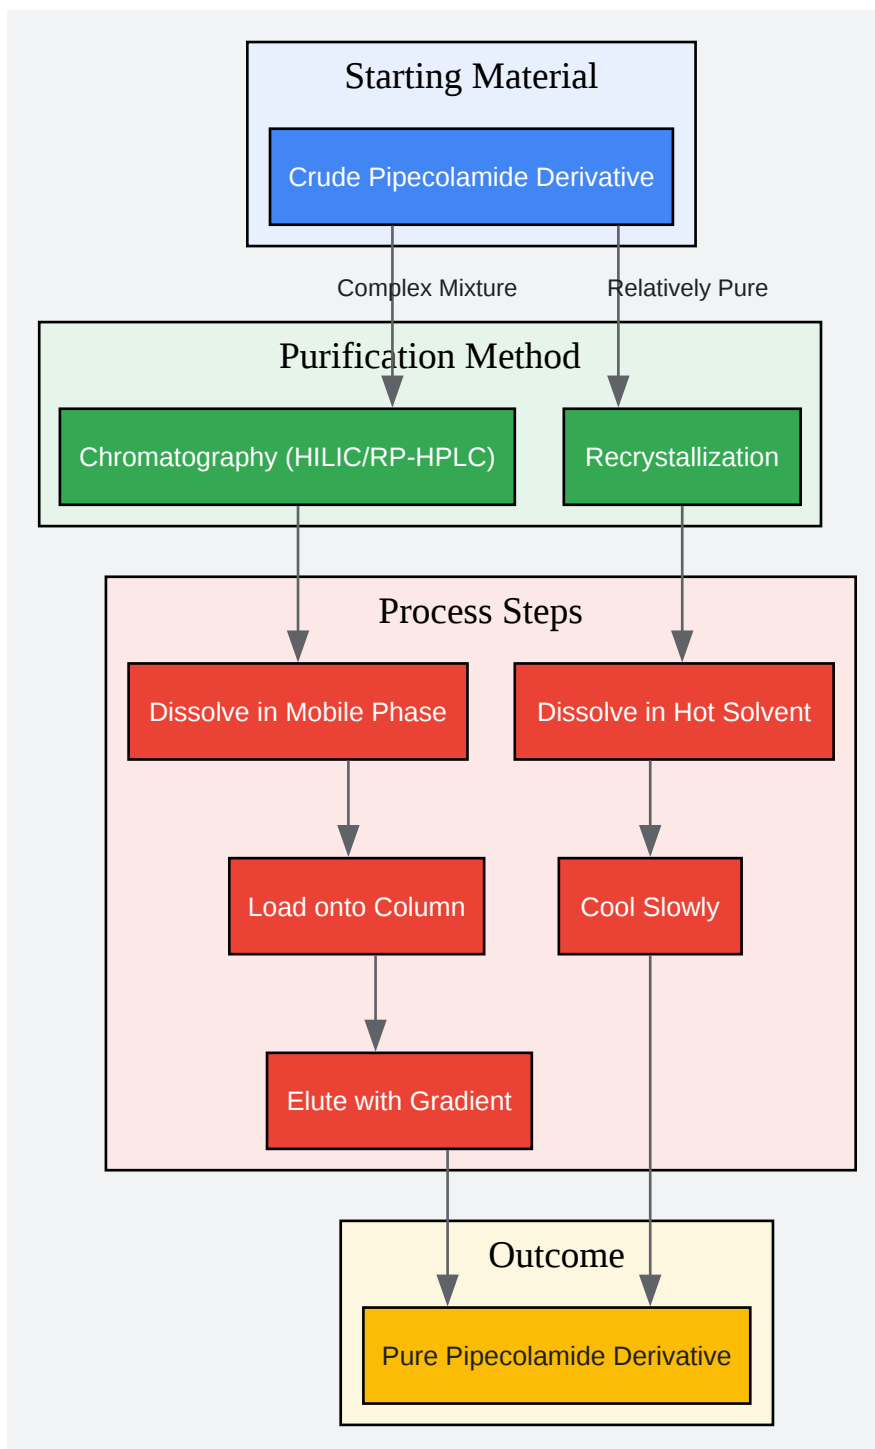 Starting Material
Crude Pipecolamide Derivative
Complex Mixture
Relatively Pure
Purification Method
Chromatography (HILIC/RP-HPLC)
Recrystallization
Process Steps
Dissolve in Mobile Phase
Dissolve in Hot Solvent
Load onto Column
Cool Slowly
Elute with Gradient
Outcome
Pure Pipecolamide Derivative